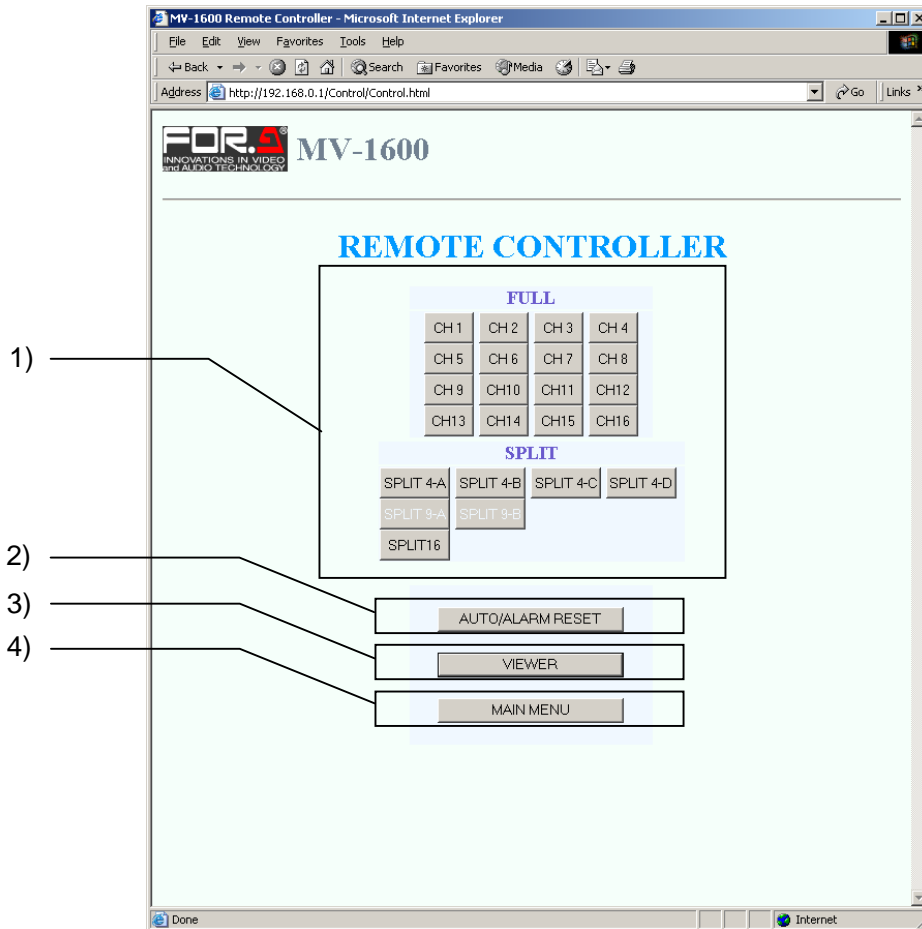 MV-1600 Remote Controller - Microsoft Internet Explorer
File Edit View Favorites Tools Help
Back Search Favorites Media
Address http://192.168.0.1/Control/Control.html Go Links »
FOR.A® MV-1600
INNOVATIONS IN VIDEO
and AUDIO TECHNOLOGY
REMOTE CONTROLLER
FULL
CH 1 CH 2 CH 3 CH 4
1)
CH 5 CH 6 CH 7 CH 8
CH 9 CH10 CH11 CH12
CH13 CH14 CH15 CH16
SPLIT
SPLIT 4-A SPLIT 4-B SPLIT 4-C SPLIT 4-D
SPLIT 9-A SPLIT 9-B
SPLIT16
2)
3)
AUTO/ALARM RESET
4)
VIEWER
MAIN MENU
Done Internet